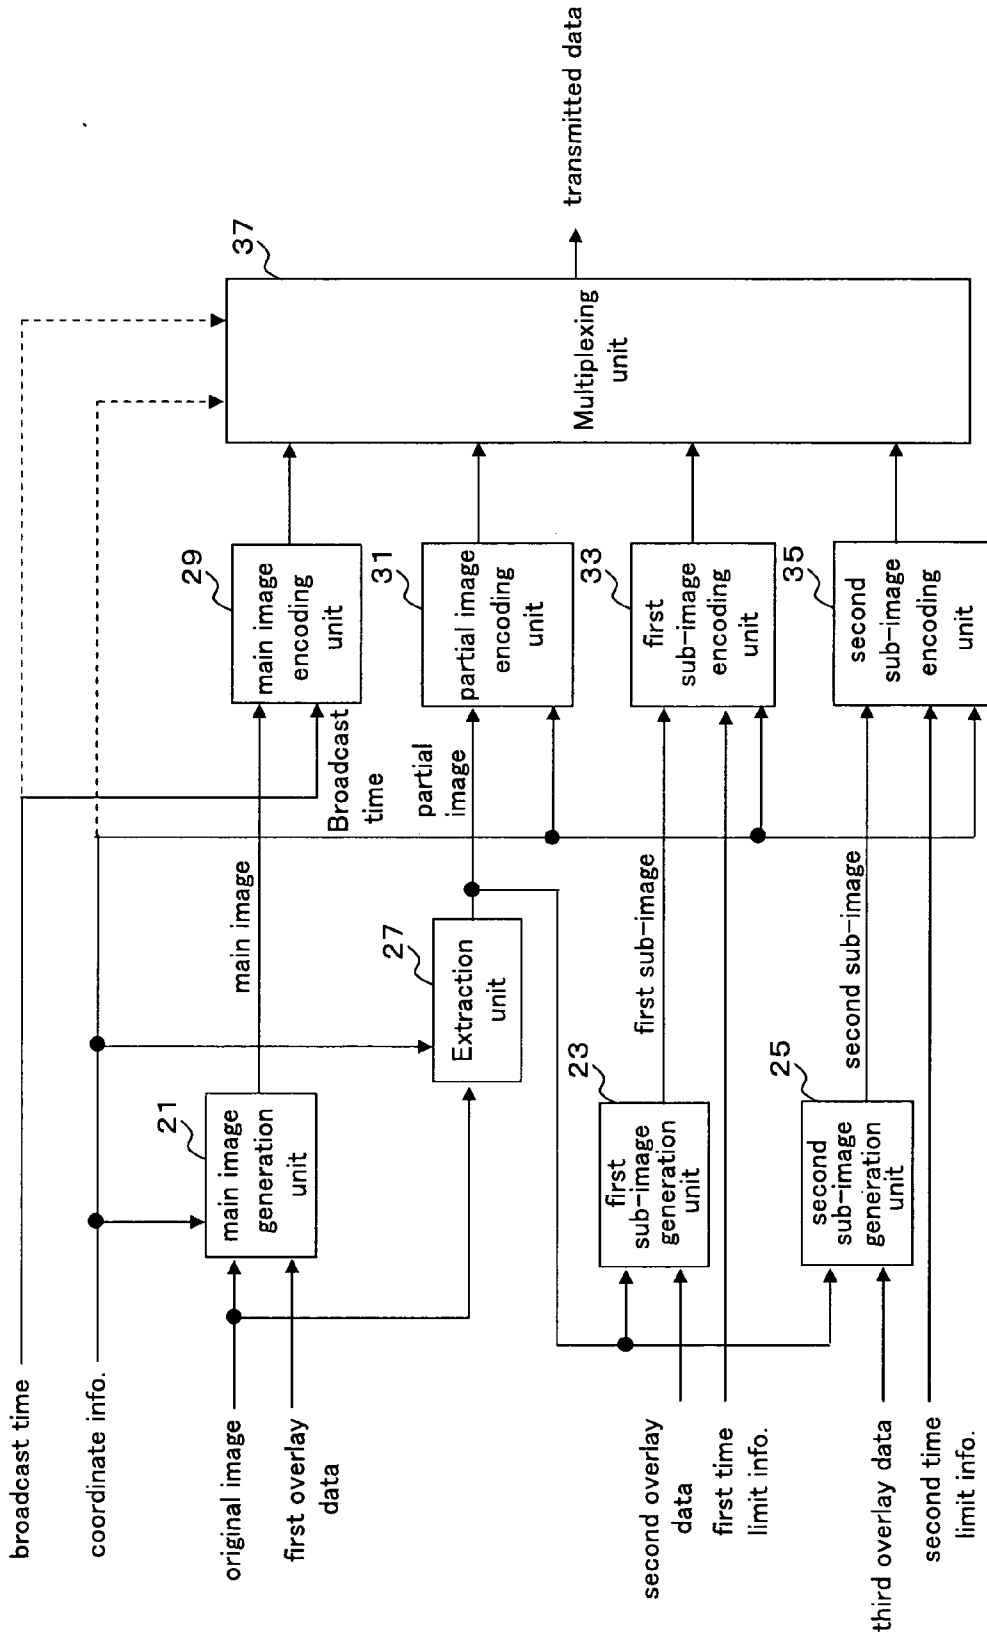 broadcast time
coordinate info.
original image
first overlay
data
second overlay
data
first time
limit info.
third overlay data
second time
limit info.
21
main image
generation
unit
27
Extraction
unit
23
first
sub-image
generation
unit
25
second
sub-image
generation
unit
main image
Broadcast
time
partial
image
first sub-image
second sub-image
29
main image
encoding
unit
31
partial image
encoding
unit
33
first
sub-image
encoding
unit
35
second
sub-image
encoding
unit
37
Multiplexing
unit
transmitted data